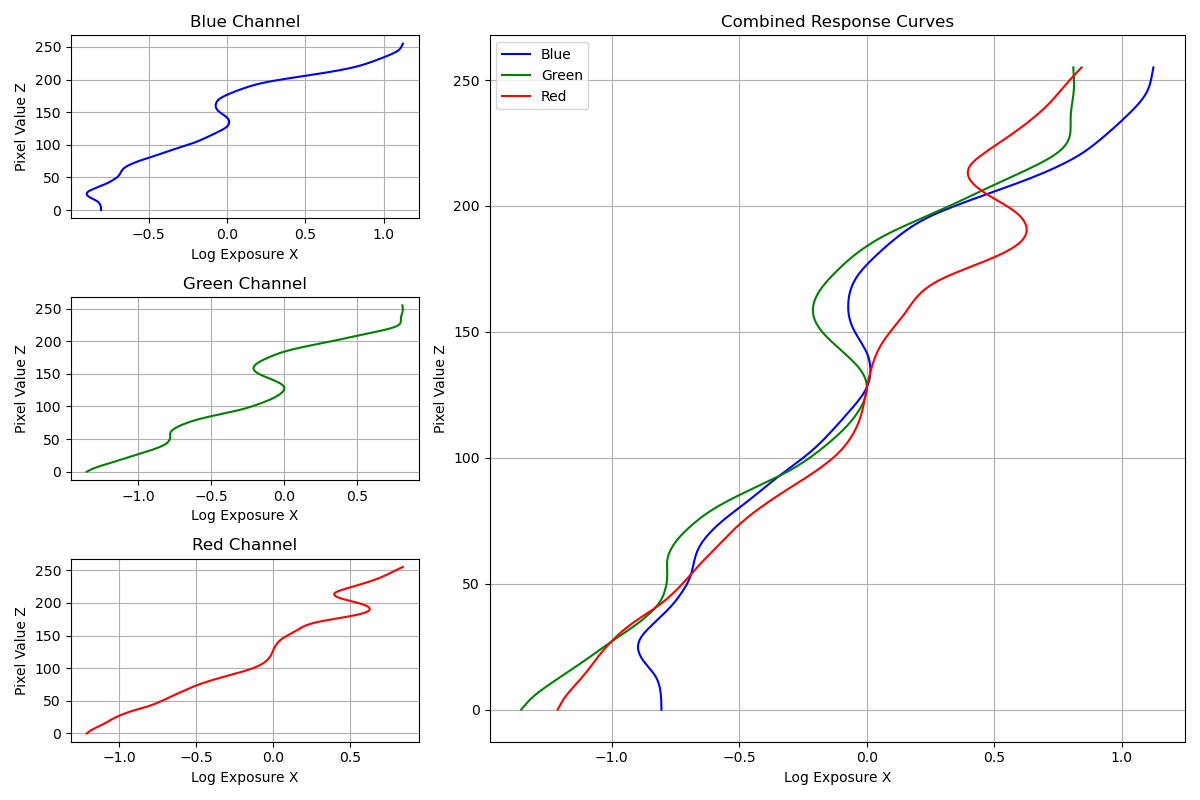 Blue Channel
Pixel Value Z
250
200
150
100
50
0
−0.5 0.0 0.5 1.0
Log Exposure X
Green Channel
Pixel Value Z
250
200
150
100
50
0
−1.0 −0.5 0.0 0.5
Log Exposure X
Red Channel
Pixel Value Z
250
200
150
100
50
0
−1.0 −0.5 0.0 0.5
Log Exposure X
Combined Response Curves
Blue
Green
Red
Pixel Value Z
250
200
150
100
50
0
−1.0 −0.5 0.0 0.5 1.0
Log Exposure X